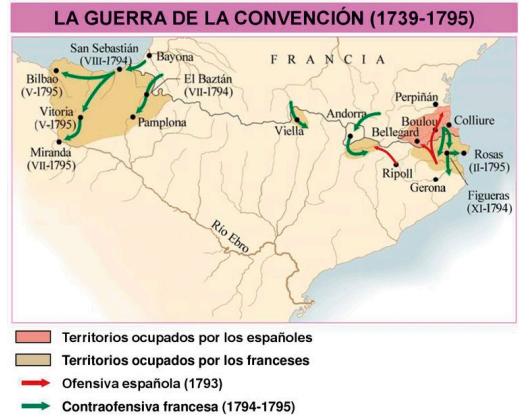 LA GUERRA DE LA CONVENCIÓN (1739-1795)
San Sebastián
(VIII-1794)
Bayona
FRANCIA
Bilbao
(V-1795)
El Baztán
(VII-1794)
Vitoria
(V-1795)
Pamplona
Miranda
(VII-1795)
Viella
Andorra
Perpiñán
Boulou
Colliure
Bellegard
Rosas
(II-1795)
Ripoll
Gerona
Figueras
(XI-1794)
Río Ebro
Territorios ocupados por los españoles
Territorios ocupados por los franceses
Ofensiva española (1793)
Contraofensiva francesa (1794-1795)